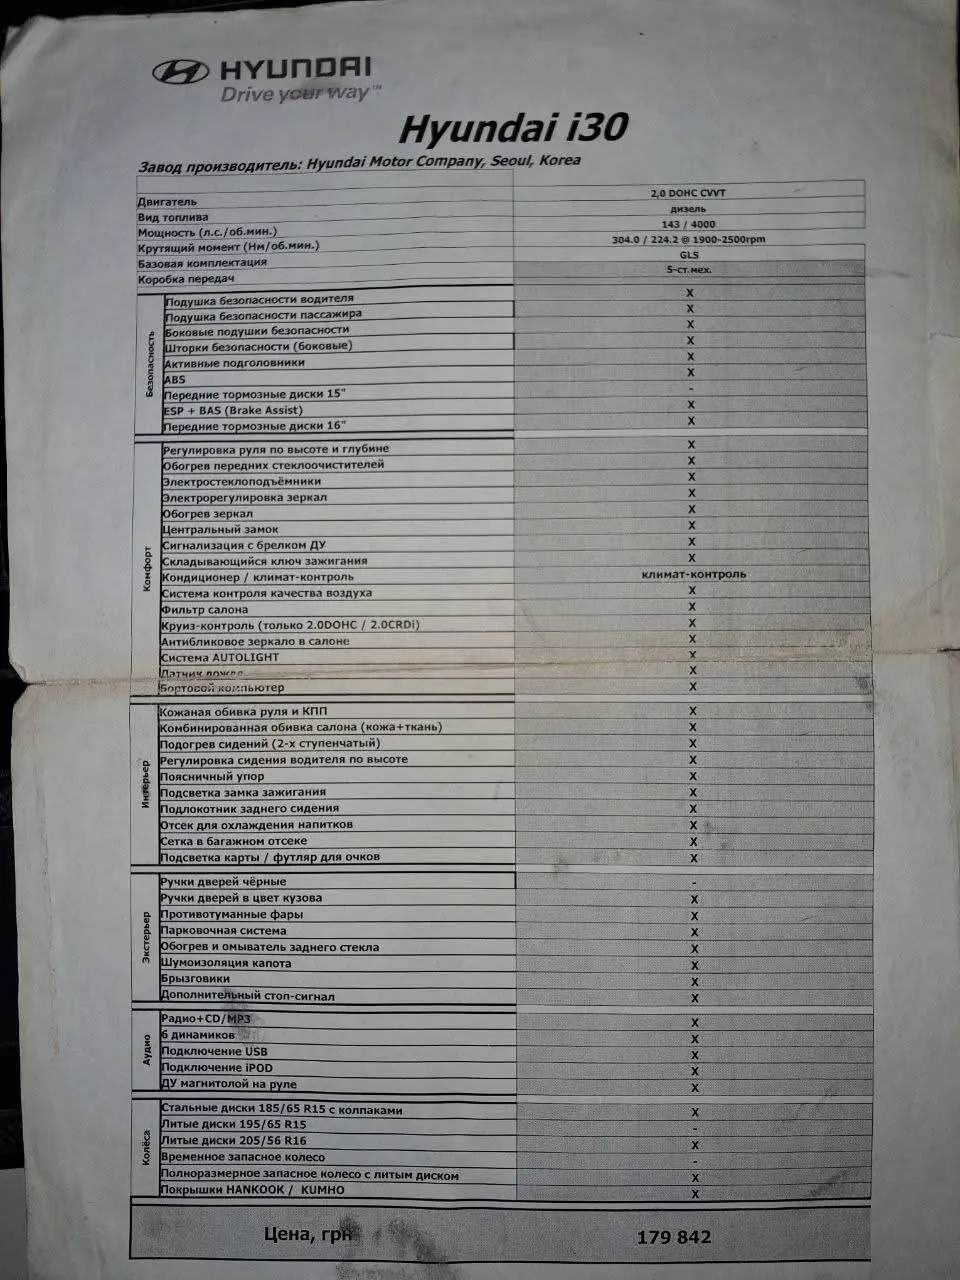 HYUNDAI
Drive your way™
Hyundai i30
Завод производитель: Hyundai Motor Company, Seoul, Korea
Двигатель 2,0 DOHC CVVT
Вид топлива дизель
Мощность (л.с./об.мин.) 143 / 4000
Крутящий момент (Нм/об.мин.) 304.0 / 224.2 @ 1900-2500rpm
Базовая комплектация GLS
Коробка передач 5-ст.мех.
Безопасность
Подушка безопасности водителя X
Подушка безопасности пассажира X
Боковые подушки безопасности X
Шторки безопасности (боковые) X
Активные подголовники X
ABS X
Передние тормозные диски 15" -
ESP + BAS (Brake Assist) X
Передние тормозные диски 16" X
Комфорт
Регулировка руля по высоте и глубине X
Обогрев передних стеклоочистителей X
Электростеклоподъёмники X
Электрорегулировка зеркал X
Обогрев зеркал X
Центральный замок X
Сигнализация с брелком ДУ X
Складывающийся ключ зажигания X
Кондиционер / климат-контроль климат-контроль
Система контроля качества воздуха X
Фильтр салона X
Круиз-контроль (только 2.0DOHC / 2.0CRDi) X
Антибликовое зеркало в салоне X
Система AUTOLIGHT X
Датчик дождя X
Бортовой компьютер X
Интерьер
Кожаная обивка руля и КПП X
Комбинированная обивка салона (кожа+ткань) X
Подогрев сидений (2-х ступенчатый) X
Регулировка сидения водителя по высоте X
Поясничный упор X
Подсветка замка зажигания X
Подлокотник заднего сидения X
Отсек для охлаждения напитков X
Сетка в багажном отсеке X
Подсветка карты / футляр для очков X
Экстерьер
Ручки дверей чёрные -
Ручки дверей в цвет кузова X
Противотуманные фары X
Парковочная система X
Обогрев и омыватель заднего стекла X
Шумоизоляция капота X
Брызговики X
Дополнительный стоп-сигнал X
Аудио
Радио+CD/MP3 X
6 динамиков X
Подключение USB X
Подключение iPOD X
ДУ магнитолой на руле X
Колёса
Стальные диски 185/65 R15 с колпаками X
Литые диски 195/65 R15 -
Литые диски 205/56 R16 X
Временное запасное колесо -
Полноразмерное запасное колесо с литым диском X
Покрышки HANKOOK / KUMHO X
Цена, грн 179 842